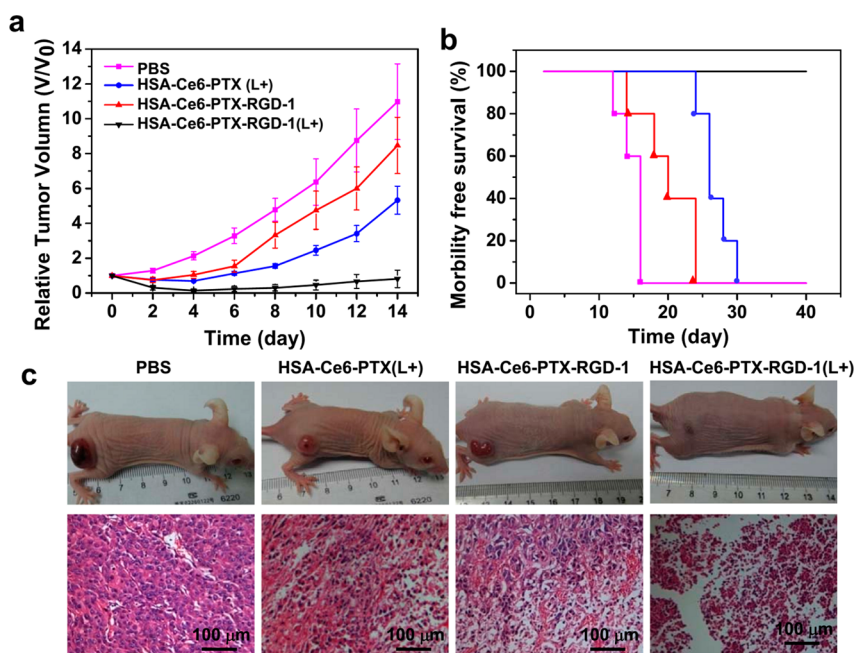 a
Relative Tumor Volumn (V/V0)
14
12
10
8
6
4
2
0
PBS
HSA-Ce6-PTX (L+)
HSA-Ce6-PTX-RGD-1
HSA-Ce6-PTX-RGD-1(L+)
0 2 4 6 8 10 12 14
Time (day)
b
Morbility free survival (%)
100
80
60
40
20
0
0 10 20 30 40
Time (day)
c
PBS
HSA-Ce6-PTX(L+)
HSA-Ce6-PTX-RGD-1
HSA-Ce6-PTX-RGD-1(L+)
100 μm
100 μm
100 μm
100 μm